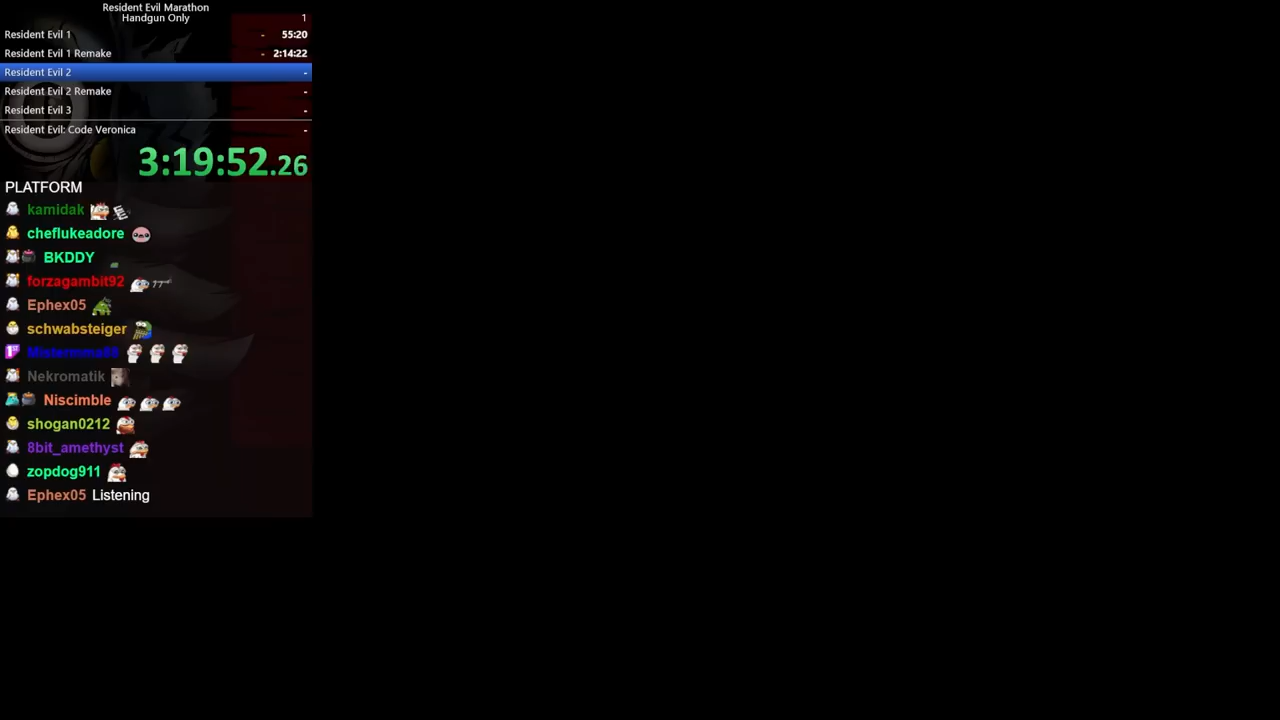 Resident Evil Marathon
Handgun Only
1
Resident Evil 1 - 55:20
Resident Evil 1 Remake - 2:14:22
Resident Evil 2 -
Resident Evil 2 Remake -
Resident Evil 3 -
Resident Evil: Code Veronica -
3:19:52.26
PLATFORM
kamidak
cheflukeadore
BKDDY
forzagambit92
Ephex05
schwabsteiger
Nekromatik
Niscimble
shogan0212
8bit_amethyst
zopdog911
Ephex05 Listening